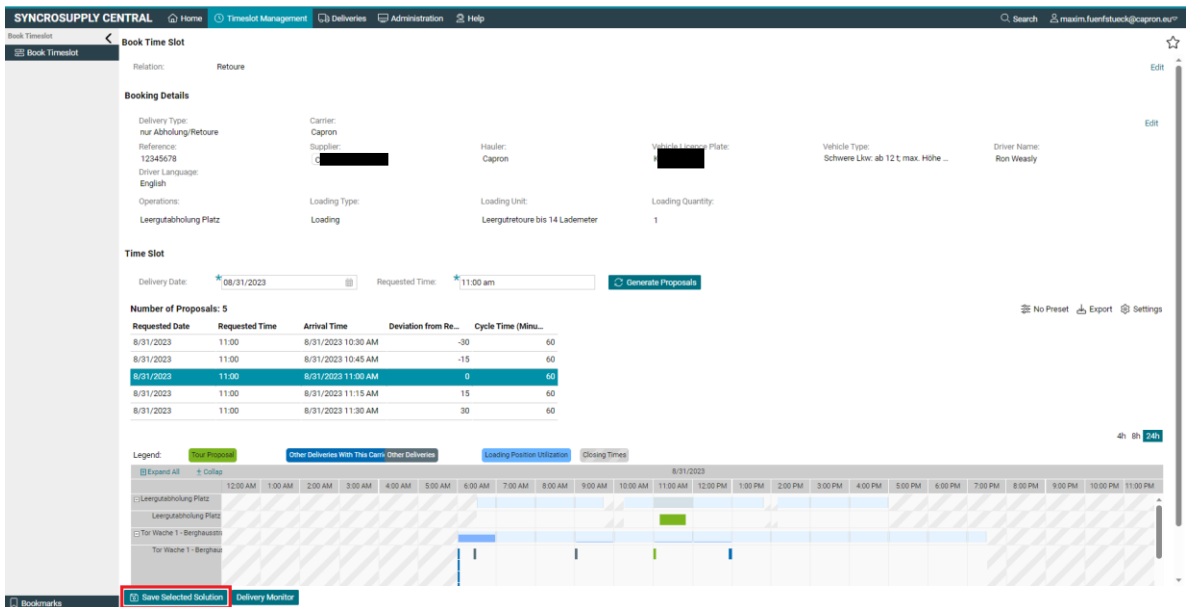 SYNCROSUPPLY CENTRAL Home Timeslot Management Deliveries Administration Help Search maxim.fuenfstueck@capron.eu
Book Timeslot
Book Timeslot
Book Time Slot
Relation: Retoure Edit
Booking Details
Delivery Type: Carrier:
nur Abholung/Retoure Capron Edit
Reference: Supplier: Hauler: Vehicle Licence Plate: Vehicle Type: Driver Name:
12345678 Capron Schwere Lkw: ab 12 t; max. Höhe ... Ron Weasly
Driver Language:
English
Operations: Loading Type: Loading Unit: Loading Quantity:
Leergutabholung Platz Loading Leergutretoure bis 14 Lademeter 1
Time Slot
Delivery Date: * 08/31/2023 Requested Time: * 11:00 am Generate Proposals
Number of Proposals: 5 No Preset Export Settings
Requested Date Requested Time Arrival Time Deviation from Re... Cycle Time (Minu...
8/31/2023 11:00 8/31/2023 10:30 AM -30 60
8/31/2023 11:00 8/31/2023 10:45 AM -15 60
8/31/2023 11:00 8/31/2023 11:00 AM 0 60
8/31/2023 11:00 8/31/2023 11:15 AM 15 60
8/31/2023 11:00 8/31/2023 11:30 AM 30 60
4h 8h 24h
Legend: Tour Proposal Other Deliveries With This Carri Other Deliveries Loading Position Utilization Closing Times
Expand All Collap 8/31/2023
12:00 AM 1:00 AM 2:00 AM 3:00 AM 4:00 AM 5:00 AM 6:00 AM 7:00 AM 8:00 AM 9:00 AM 10:00 AM 11:00 AM 12:00 PM 1:00 PM 2:00 PM 3:00 PM 4:00 PM 5:00 PM 6:00 PM 7:00 PM 8:00 PM 9:00 PM 10:00 PM 11:00 PM
Leergutabholung Platz
Leergutabholung Platz
Tor Wache 1 - Berghausstr
Tor Wache 1 - Berghau
Save Selected Solution Delivery Monitor
Bookmarks